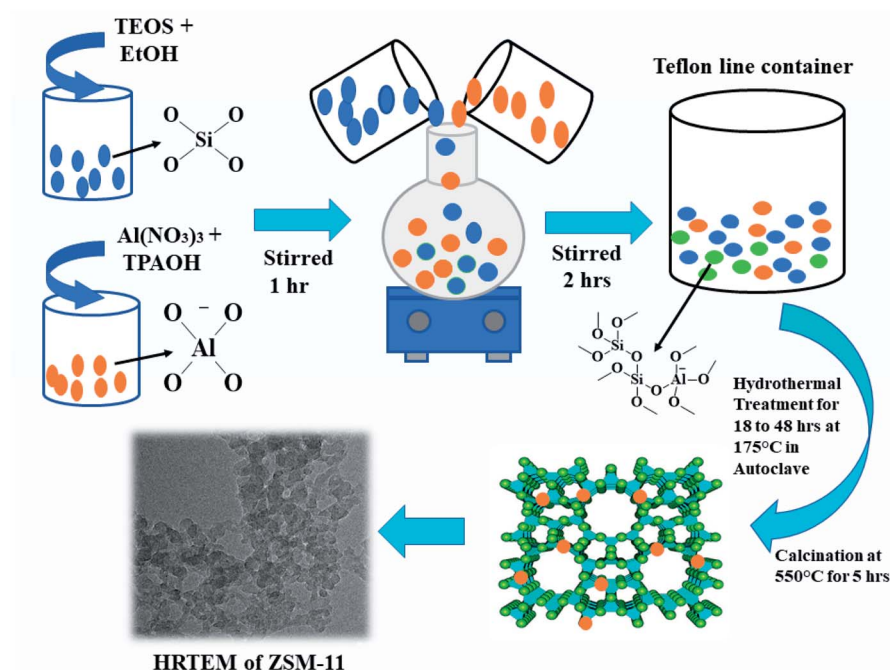 TEOS +
EtOH
O
O
Si
O
O
Al(NO₃)₃ +
TPAOH
O
–
O
Al
O
O
Stirred
1 hr
Stirred
2 hrs
Teflon line container
O
O
Si
O
O
O
Si
O
Al
–
O
O
O
O
Hydrothermal
Treatment for
18 to 48 hrs at
175°C in
Autoclave
Calcination at
550°C for 5 hrs
HRTEM of ZSM-11